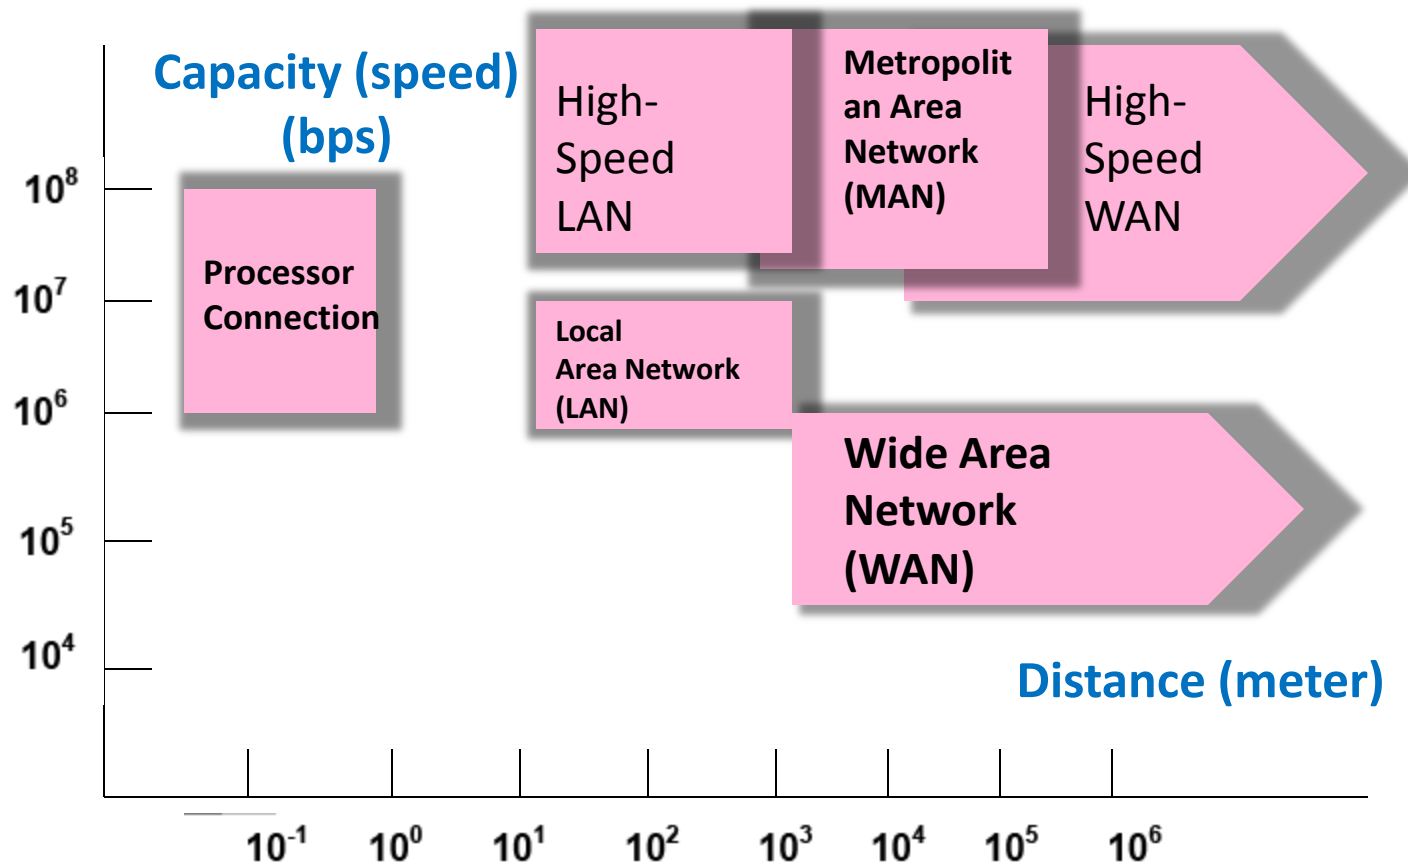 Capacity (speed)
(bps)
High-
Speed
LAN
Metropolit
an Area
Network
(MAN)
High-
Speed
WAN
10⁸
Processor
Connection
10⁷
Local
Area Network
(LAN)
10⁶
Wide Area
Network
(WAN)
10⁵
10⁴
Distance (meter)
10⁻¹ 10⁰ 10¹ 10² 10³ 10⁴ 10⁵ 10⁶